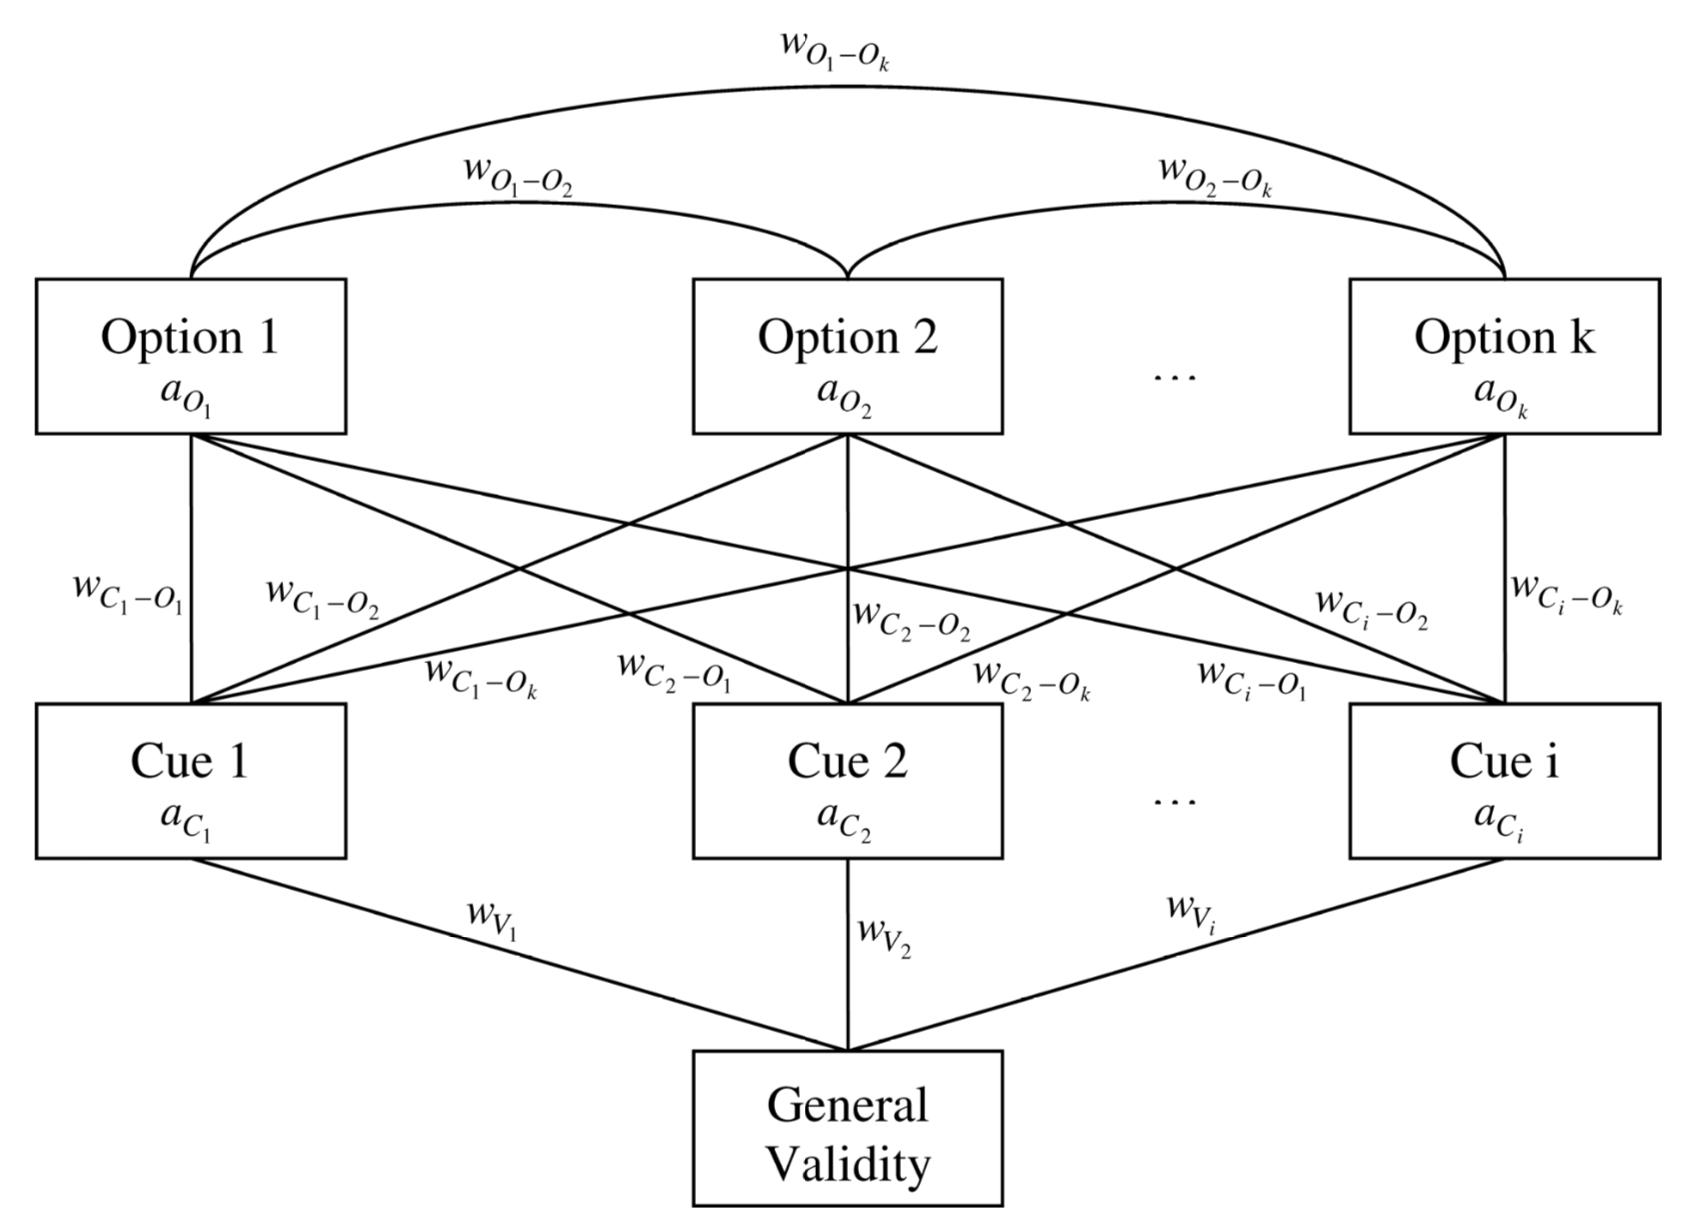 w_{O_1-O_k}
w_{O_1-O_2} w_{O_2-O_k}
Option 1 Option 2 Option k
a_{O_1} a_{O_2} ... a_{O_k}
w_{C_1-O_1} w_{C_1-O_2} w_{C_2-O_2} w_{C_i-O_2} w_{C_i-O_k}
w_{C_1-O_k} w_{C_2-O_1} w_{C_2-O_k} w_{C_i-O_1}
Cue 1 Cue 2 Cue i
a_{C_1} a_{C_2} ... a_{C_i}
w_{V_1} w_{V_2} w_{V_i}
General
Validity